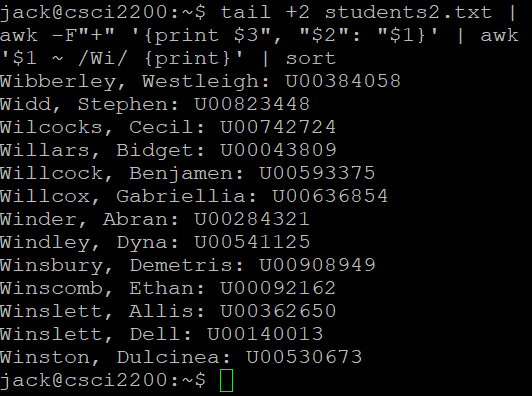 jack@csci2200:~$ tail +2 students2.txt |
awk -F"+" '{print $3", "$2": "$1}' | awk
'$1 ~ /Wi/ {print}' | sort
Wibberley, Westleigh: U00384058
Widd, Stephen: U00823448
Wilcocks, Cecil: U00742724
Willars, Bidget: U00043809
Willcock, Benjamen: U00593375
Willcox, Gabriellia: U00636854
Winder, Abran: U00284321
Windley, Dyna: U00541125
Winsbury, Demetris: U00908949
Winscomb, Ethan: U00092162
Winslett, Allis: U00362650
Winslett, Dell: U00140013
Winston, Dulcinea: U00530673
jack@csci2200:~$